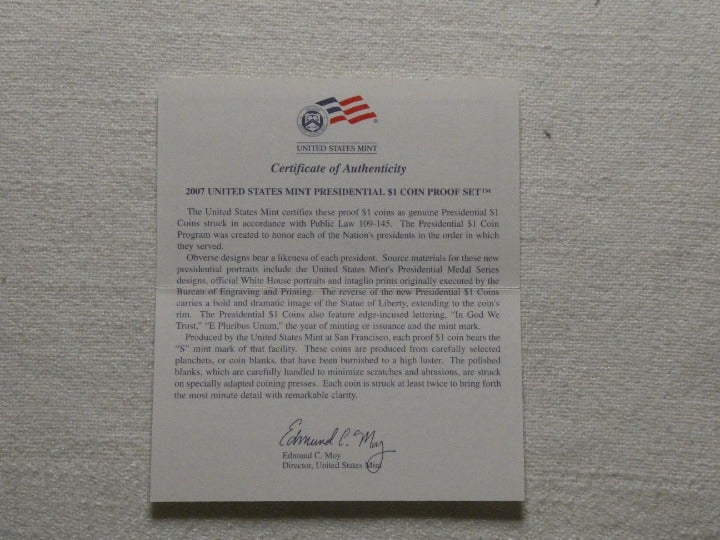 UNITED STATES MINT
Certificate of Authenticity
2007 UNITED STATES MINT PRESIDENTIAL $1 COIN PROOF SET™
The United States Mint certifies these proof $1 coins as genuine Presidential $1
Coins struck in accordance with Public Law 109-145. The Presidential $1 Coin
Program was created to honor each of the Nation's presidents in the order in which
they served.
Obverse designs bear a likeness of each president. Source materials for these new
presidential portraits include the United States Mint's Presidential Medal Series
designs, official White House portraits and intaglio prints originally executed by the
Bureau of Engraving and Printing. The reverse of the new Presidential $1 Coins
carries a bold and dramatic image of the Statue of Liberty, extending to the coin's
rim. The Presidential $1 Coins also feature edge-incused lettering, "In God We
Trust," "E Pluribus Unum," the year of minting or issuance and the mint mark.
Produced by the United States Mint at San Francisco, each proof $1 coin bears the
"S" mint mark of that facility. These coins are produced from carefully selected
planchets, or coin blanks, that have been burnished to a high luster. The polished
blanks, which are carefully handled to minimize scratches and abrasions, are struck
on specially adapted coining presses. Each coin is struck at least twice to bring forth
the most minute detail with remarkable clarity.
Edmund C. Moy
Edmund C. Moy
Director, United States Mint